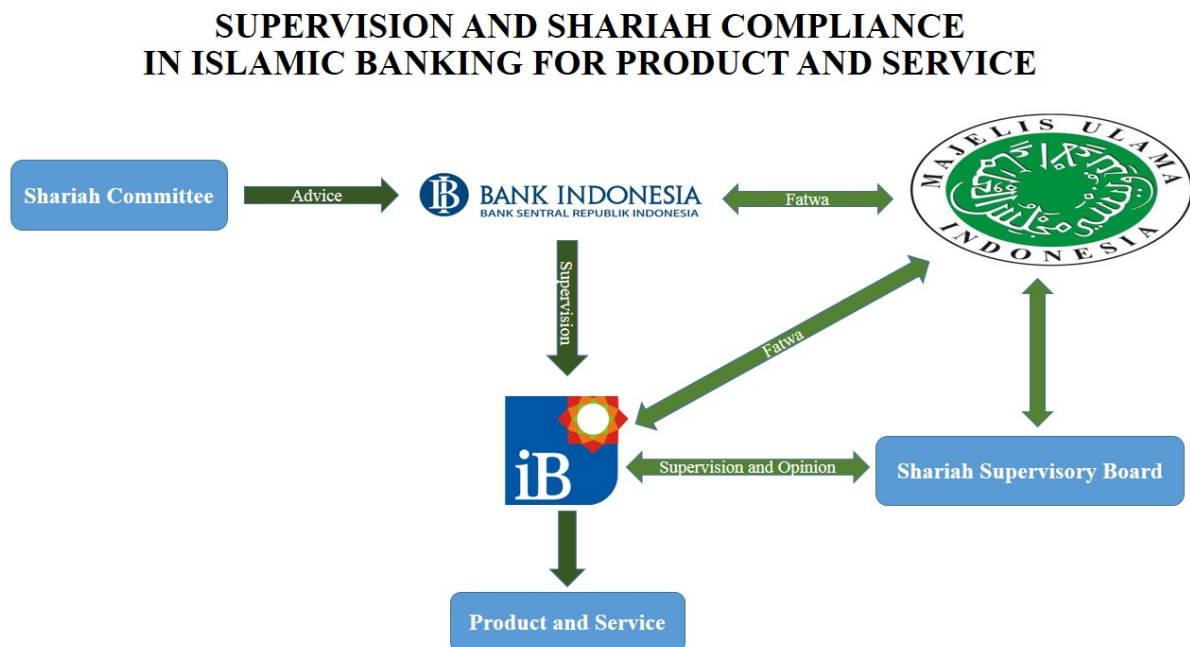 SUPERVISION AND SHARIAH COMPLIANCE
IN ISLAMIC BANKING FOR PRODUCT AND SERVICE
Shariah Committee
Advice
BANK INDONESIA
BANK SENTRAL REPUBLIK INDONESIA
Fatwa
MAJELIS ULAMA
INDONESIA
Supervision
Fatwa
iB
Supervision and Opinion
Shariah Supervisory Board
Product and Service